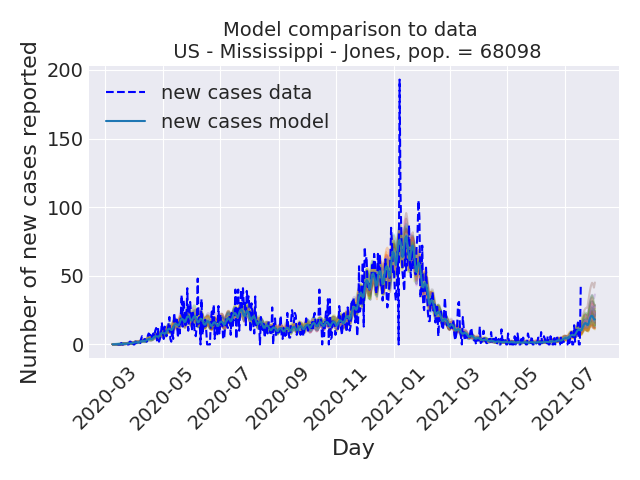 Model comparison to data
US - Mississippi - Jones, pop. = 68098
Number of new cases reported
200
150
100
50
0
new cases data
new cases model
2020-03
2020-05
2020-07
2020-09
2020-11
2021-01
2021-03
2021-05
2021-07
Day